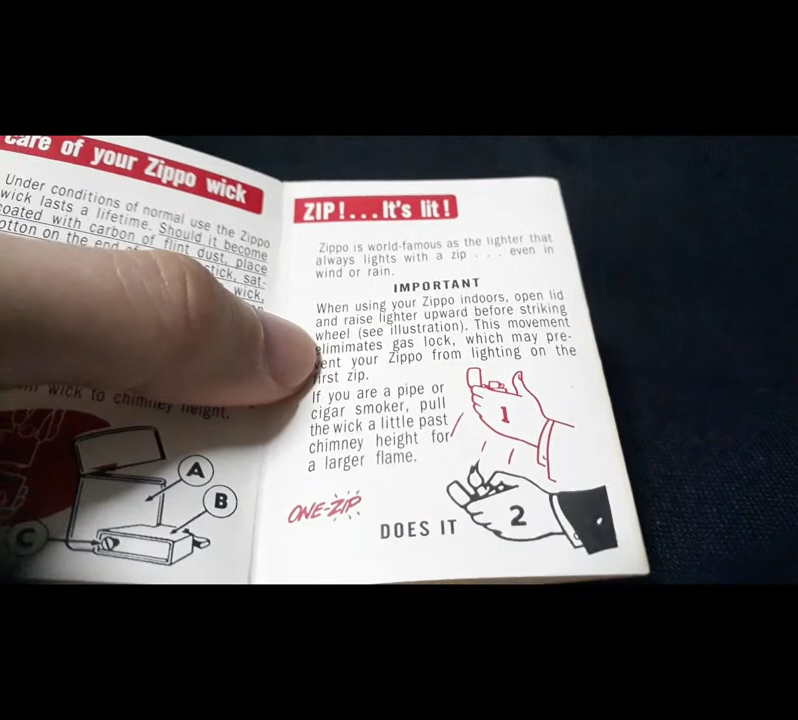 care of your Zippo wick
Under conditions of normal use the Zippo
wick lasts a lifetime. Should it become
coated with carbon of flint dust, place
otton on the end of
stick, sat-
wick,
wick to chimney height.
A
B
C
ZIP!...It's lit!
Zippo is world-famous as the lighter that
always lights with a zip . . . even in
wind or rain.
IMPORTANT
When using your Zippo indoors, open lid
and raise lighter upward before striking
wheel (see illustration). This movement
elimimates gas lock, which may pre-
vent your Zippo from lighting on the
first zip.
If you are a pipe or
cigar smoker, pull
the wick a little past
chimney height for
a larger flame.
1
ONE-ZIP
DOES IT
2